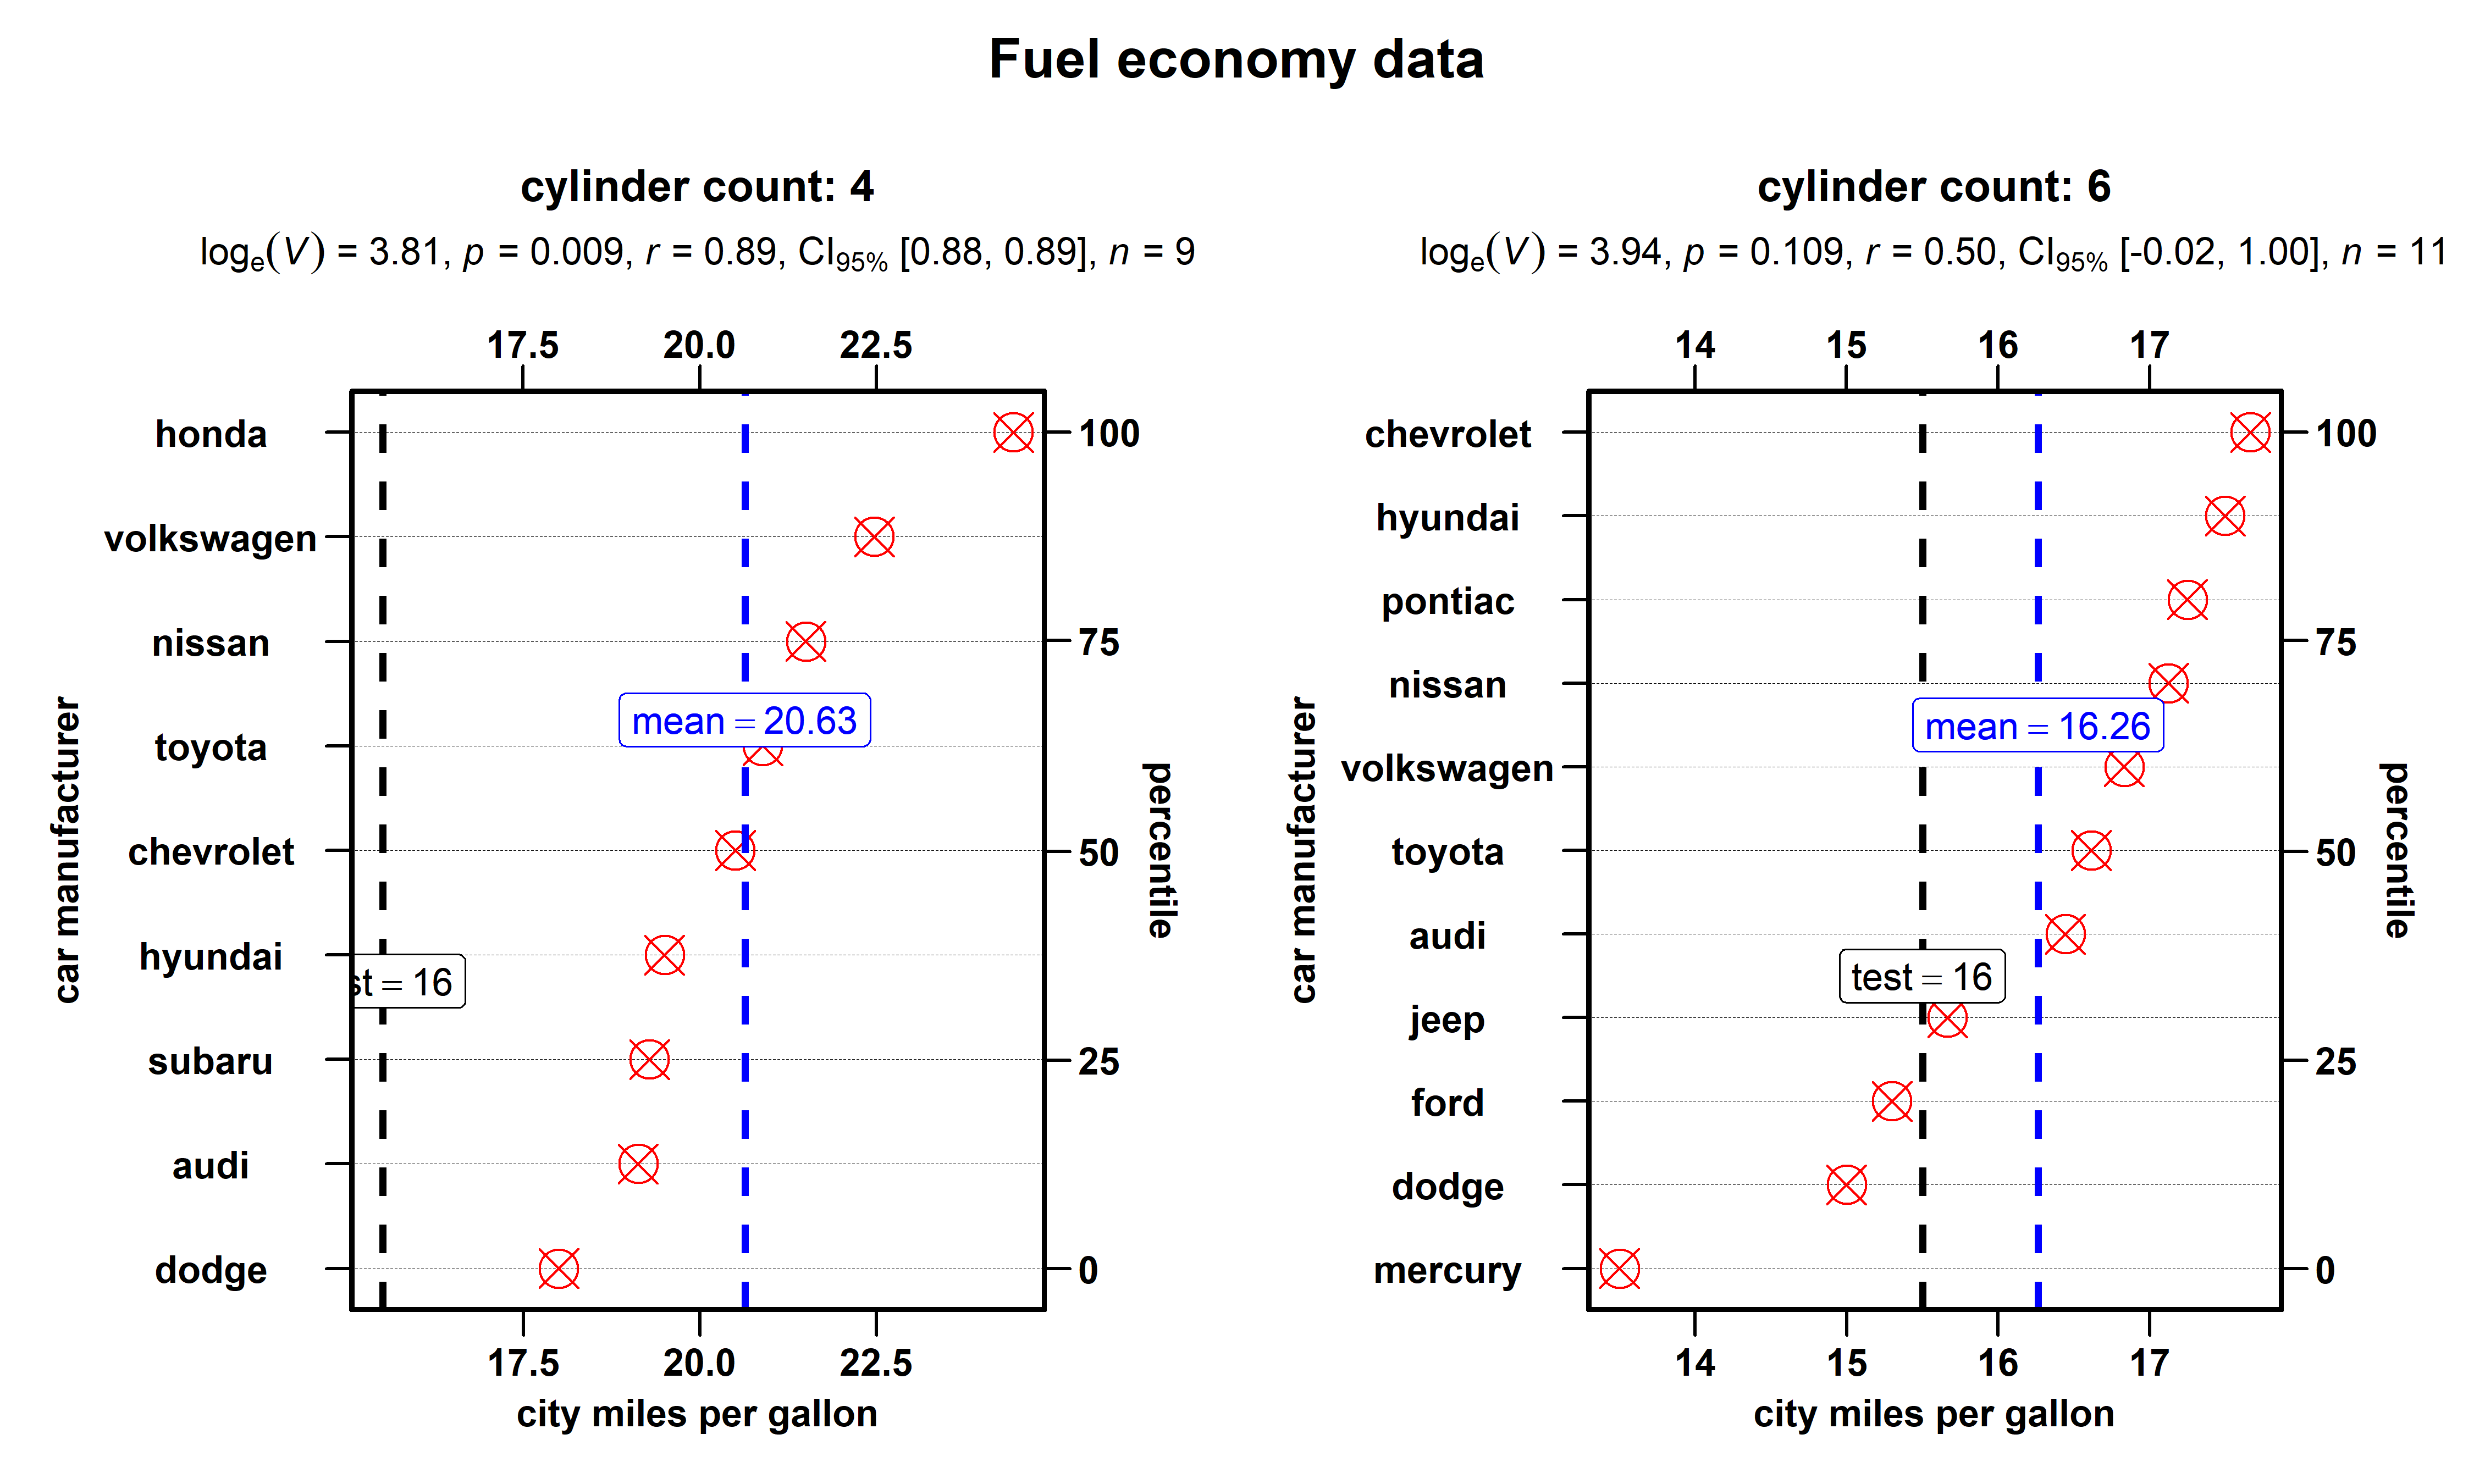 Fuel economy data
cylinder count: 4
logₑ(V) = 3.81, p = 0.009, r = 0.89, CI₉₅% [0.88, 0.89], n = 9
17.5 20.0 22.5
honda
volkswagen
nissan
toyota
chevrolet
hyundai
subaru
audi
dodge
car manufacturer
mean = 20.63
st = 16
100
75
50
25
0
percentile
17.5 20.0 22.5
city miles per gallon
cylinder count: 6
logₑ(V) = 3.94, p = 0.109, r = 0.50, CI₉₅% [-0.02, 1.00], n = 11
14 15 16 17
chevrolet
hyundai
pontiac
nissan
volkswagen
toyota
audi
jeep
ford
dodge
mercury
car manufacturer
mean = 16.26
test = 16
100
75
50
25
0
percentile
14 15 16 17
city miles per gallon